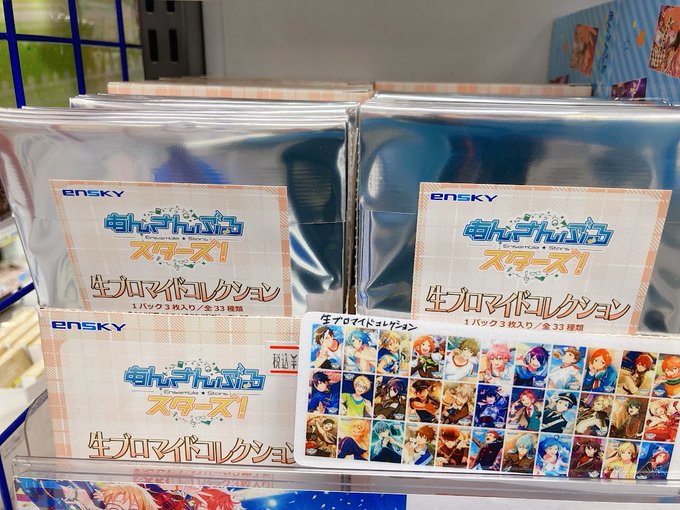 ensky
あんさんぶる
Ensemble★Stars!
スターズ!
生ブロマイドコレクション
1パック3枚入り/全33種類
ensky
あんさんぶる
Ensemble★Stars!
スターズ!
生ブロマイドコレクション
1パック3枚入り/全33種類
ensky
あんさんぶる
Ensemble★Stars!
スターズ!
生ブロマイドコレクション
税込¥
生ブロマイドコレクション